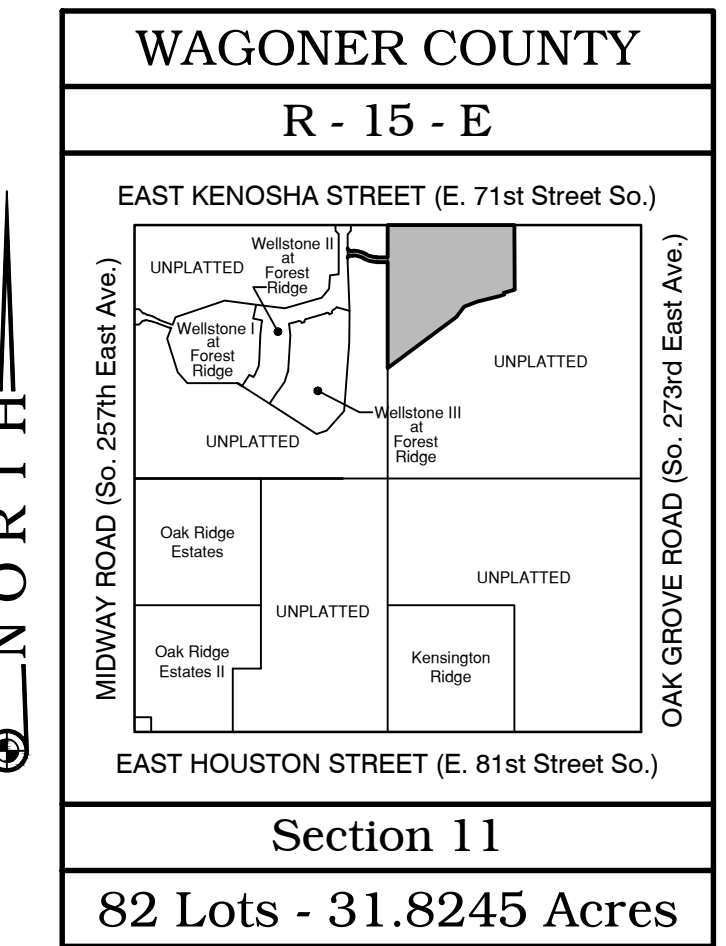 WAGONER COUNTY
R - 15 - E
EAST KENOSHA STREET (E. 71st Street So.)
NORTH
MIDWAY ROAD (So. 257th East Ave.)
OAK GROVE ROAD (So. 273rd East Ave.)
UNPLATTED
Wellstone II
at
Forest
Ridge
Wellstone I
at
Forest
Ridge
UNPLATTED
Wellstone III
at
Forest
Ridge
UNPLATTED
Oak Ridge
Estates
UNPLATTED
UNPLATTED
Oak Ridge
Estates II
Kensington
Ridge
EAST HOUSTON STREET (E. 81st Street So.)
Section 11
82 Lots - 31.8245 Acres